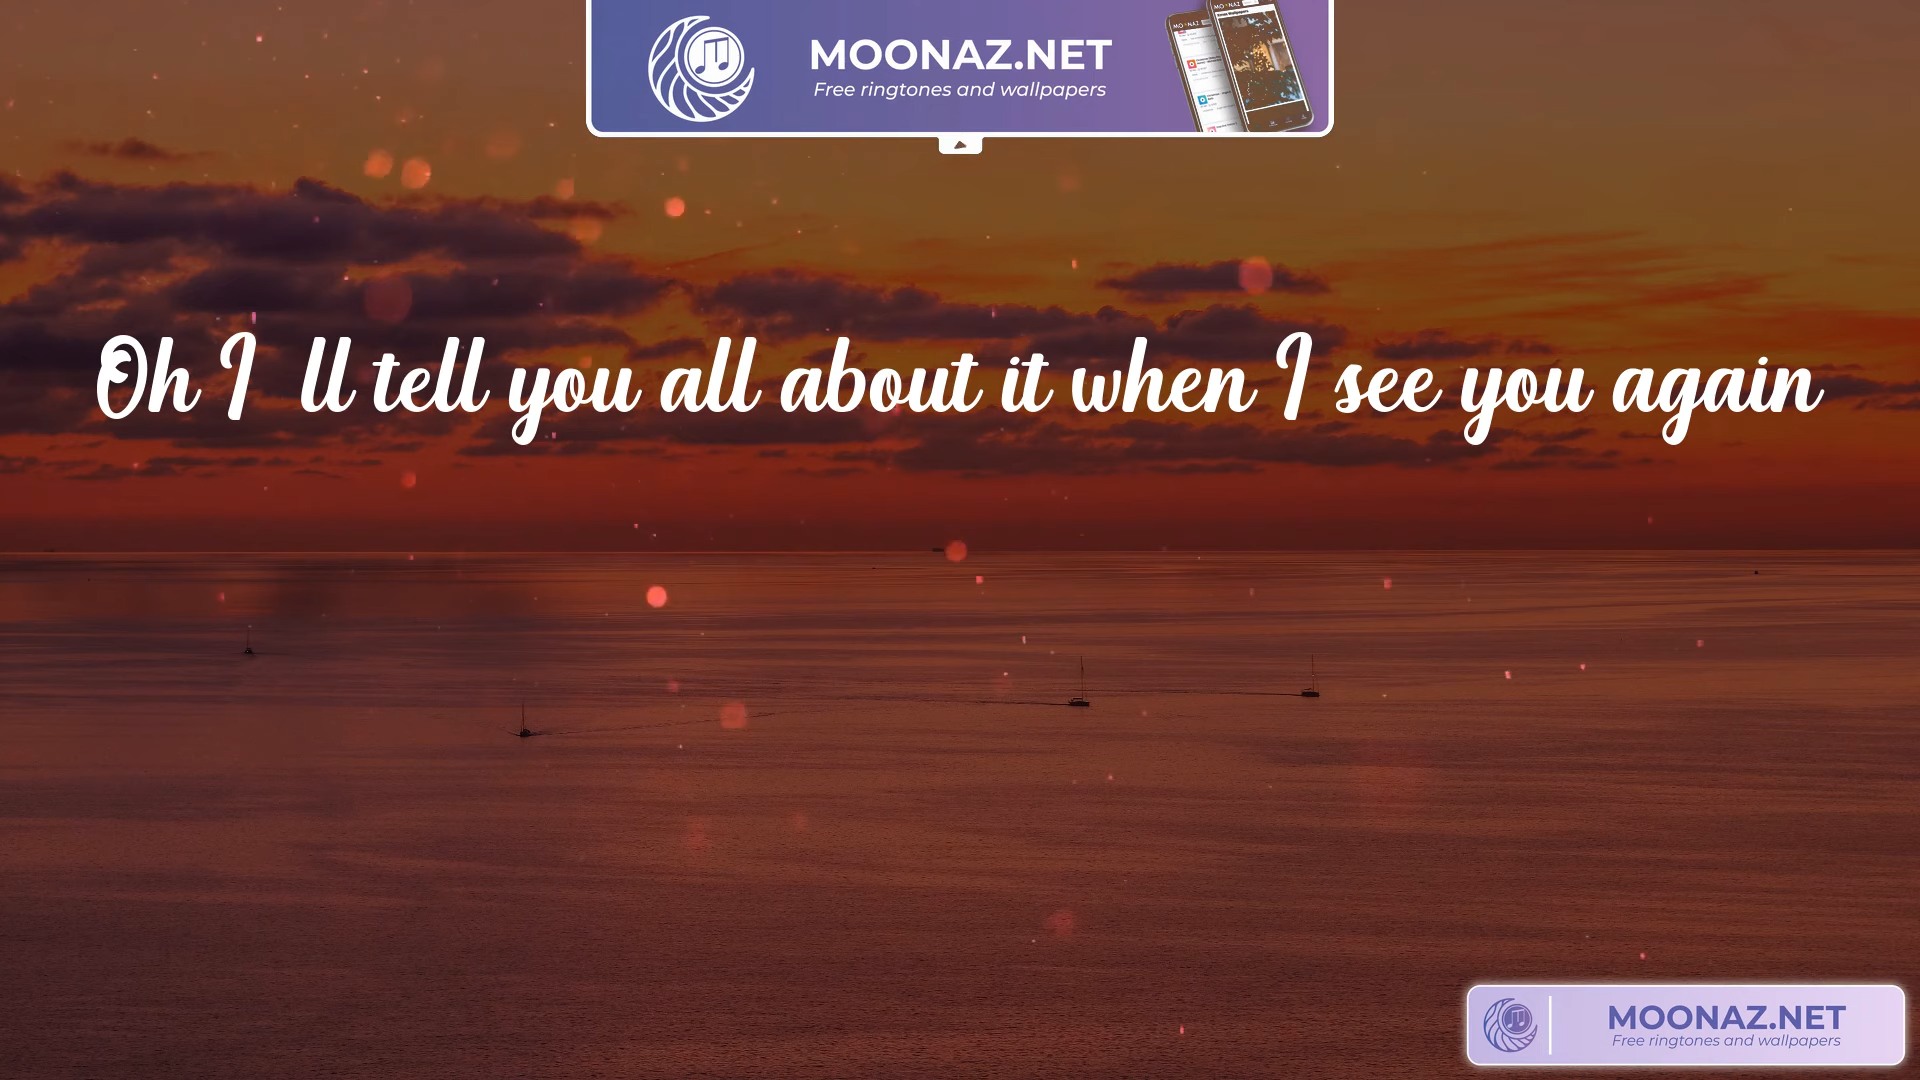 MOONAZ.NET
Free ringtones and wallpapers
Oh I ll tell you all about it when I see you again
MOONAZ.NET
Free ringtones and wallpapers